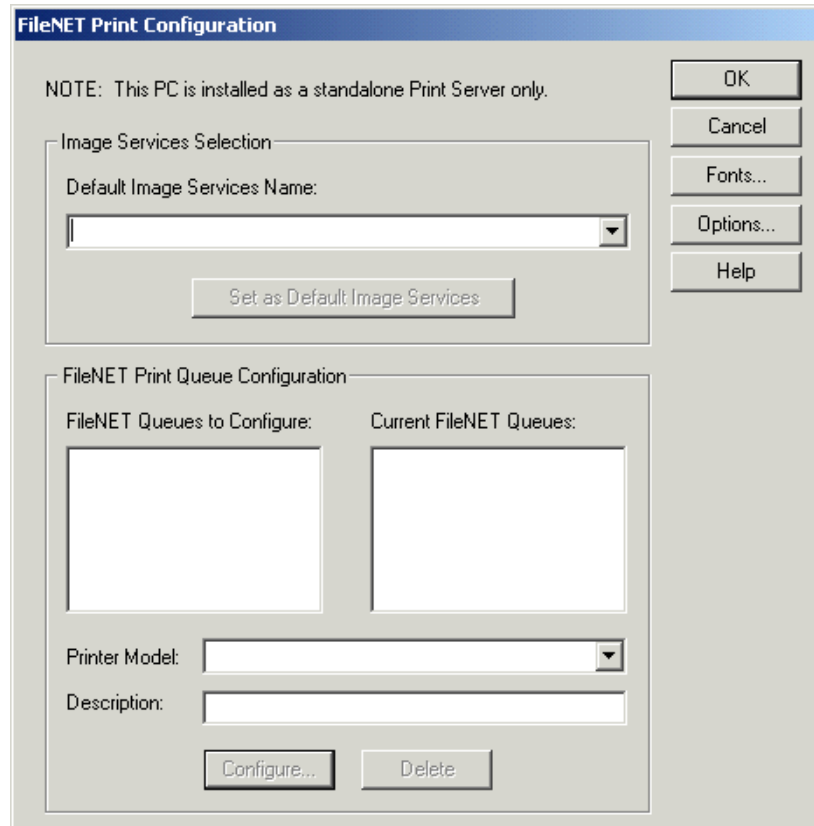 FileNET Print Configuration
NOTE: This PC is installed as a standalone Print Server only.
OK
Cancel
Fonts...
Options...
Help
Image Services Selection
Default Image Services Name:
Set as Default Image Services
FileNET Print Queue Configuration
FileNET Queues to Configure: Current FileNET Queues:
Printer Model:
Description:
Configure... Delete